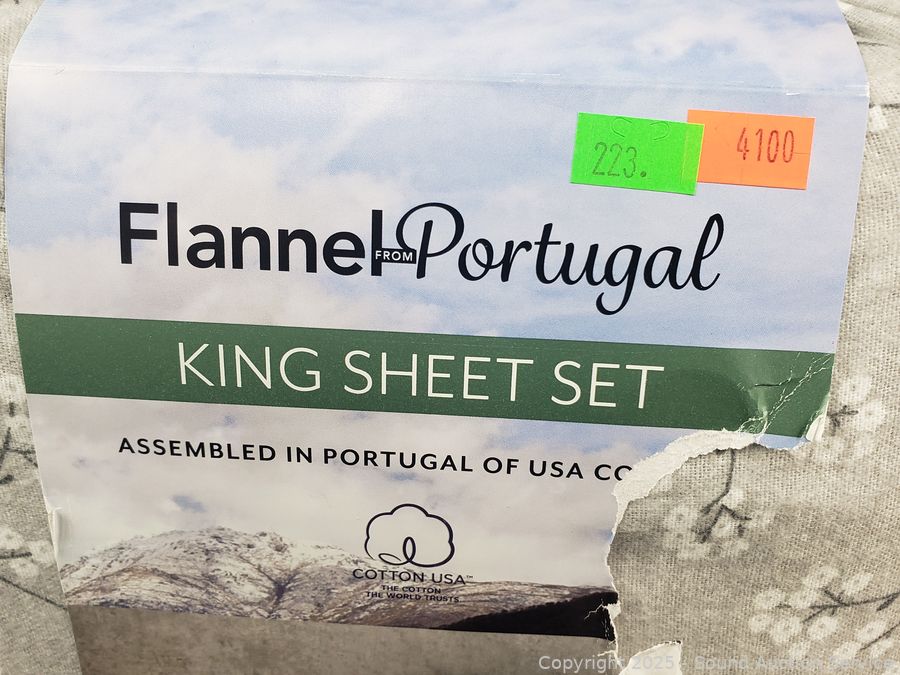 223.
4100
Flannel FROM Portugal
KING SHEET SET
ASSEMBLED IN PORTUGAL OF USA CO
COTTON USA™
THE COTTON
THE WORLD TRUSTS
Copyright © 2025 - Sound Auction Service